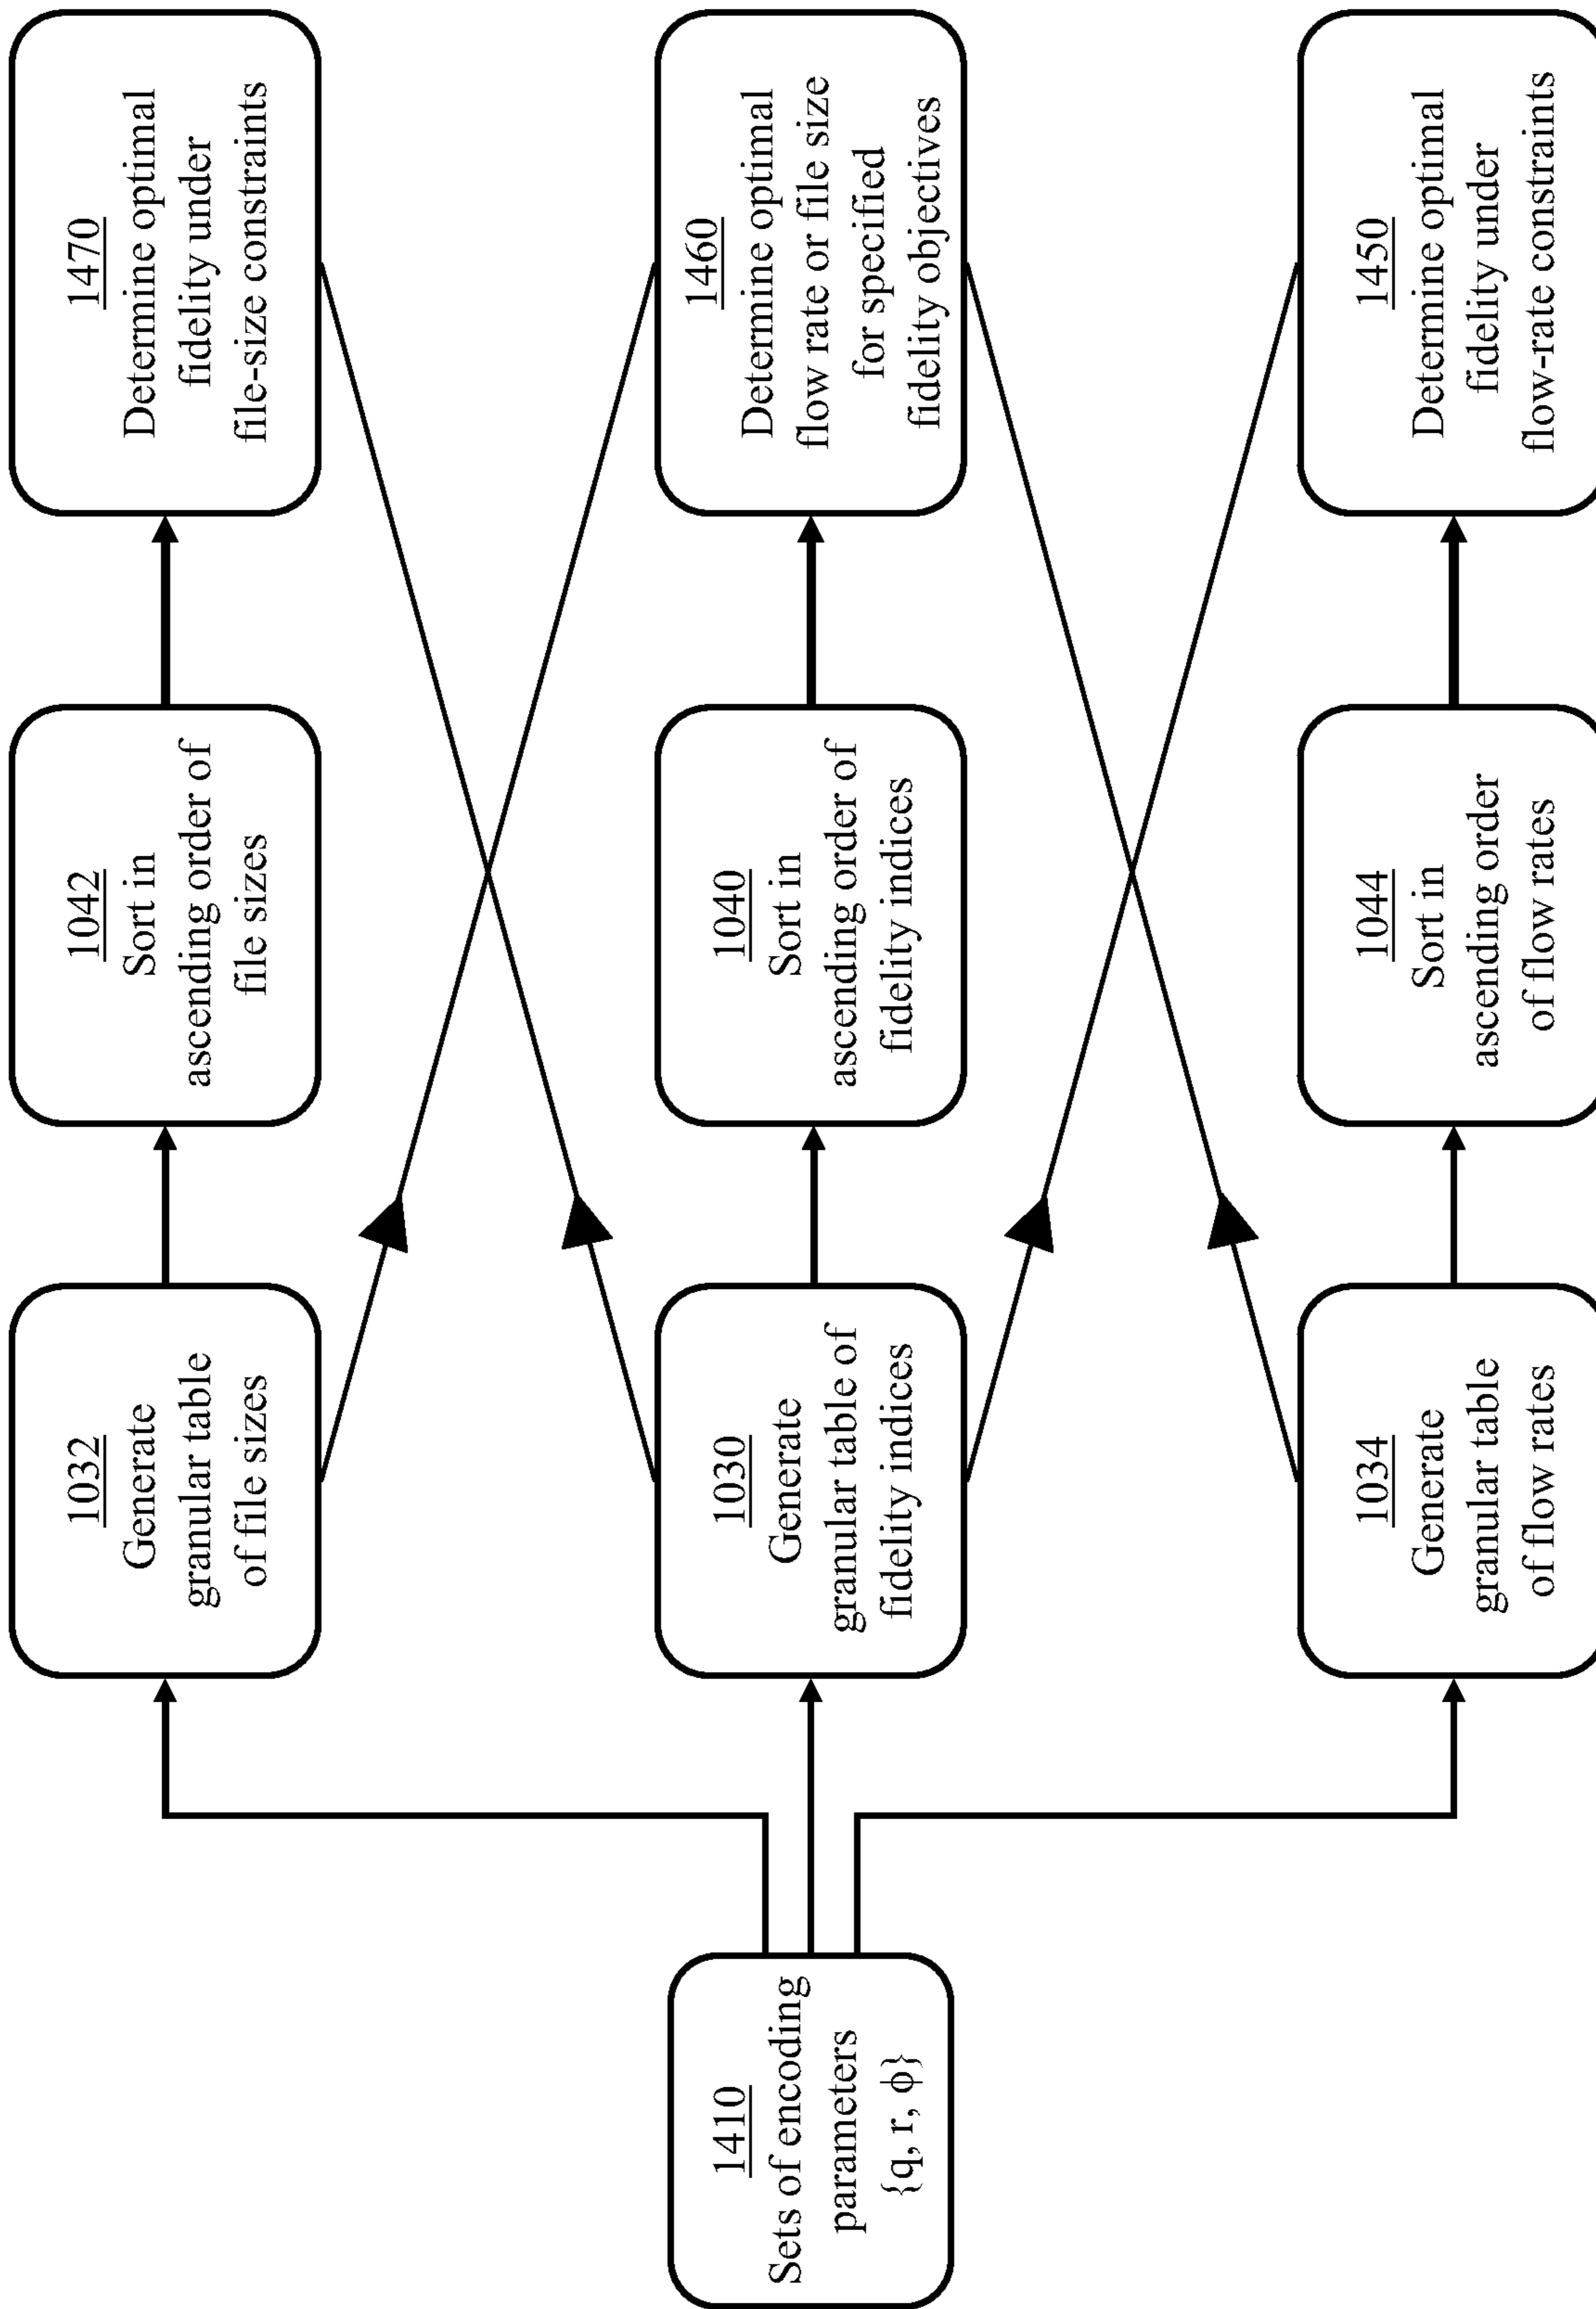 1410
Sets of encoding
parameters
{q, r, ϕ}
1032
Generate
granular table
of file sizes
1030
Generate
granular table of
fidelity indices
1034
Generate
granular table
of flow rates
1042
Sort in
ascending order of
file sizes
1040
Sort in
ascending order of
fidelity indices
1044
Sort in
ascending order
of flow rates
1470
Determine optimal
fidelity under
file-size constraints
1460
Determine optimal
flow rate or file size
for specified
fidelity objectives
1450
Determine optimal
fidelity under
flow-rate constraints